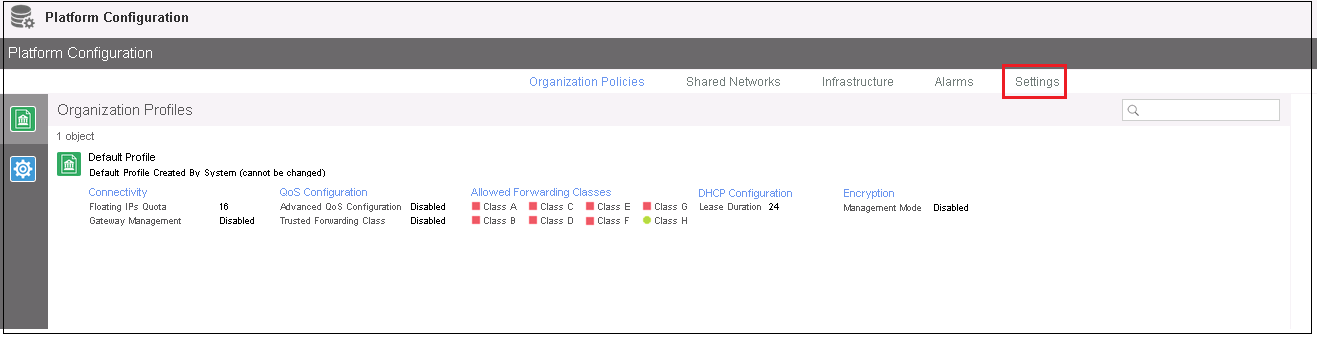 Platform Configuration
Platform Configuration
Organization Policies Shared Networks Infrastructure Alarms Settings
Organization Profiles
1 object
Default Profile
Default Profile Created By System (cannot be changed)
Connectivity QoS Configuration Allowed Forwarding Classes DHCP Configuration Encryption
Floating IPs Quota 16 Advanced QoS Configuration Disabled Class A Class C Class E Class G Lease Duration 24 Management Mode Disabled
Gateway Management Disabled Trusted Forwarding Class Disabled Class B Class D Class F Class H